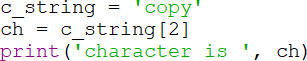 c_string = 'copy'
ch = c_string[2]
print('character is ', ch)